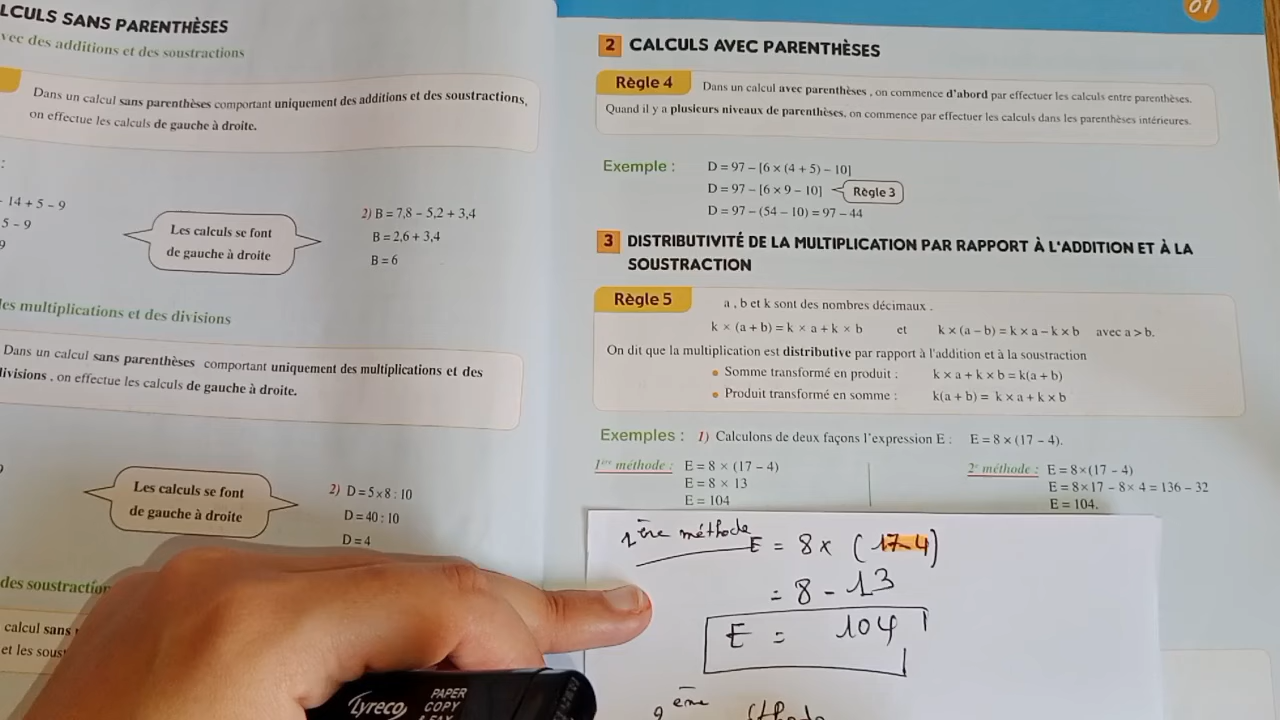 LCULS SANS PARENTHÈSES
vec des additions et des soustractions
Dans un calcul sans parenthèses comportant uniquement des additions et des soustractions,
on effectue les calculs de gauche à droite.
:
- 14 + 5 - 9
5 - 9
9
Les calculs se font
de gauche à droite
2) B = 7,8 - 5,2 + 3,4
B = 2,6 + 3,4
B = 6
les multiplications et des divisions
Dans un calcul sans parenthèses comportant uniquement des multiplications et des
divisions , on effectue les calculs de gauche à droite.
Les calculs se font
de gauche à droite
2) D = 5 x 8 : 10
D = 40 : 10
D = 4
des soustraction
calcul sans
et les sous
01
2 CALCULS AVEC PARENTHÈSES
Règle 4 Dans un calcul avec parenthèses , on commence d'abord par effectuer les calculs entre parenthèses.
Quand il y a plusieurs niveaux de parenthèses, on commence par effectuer les calculs dans les parenthèses intérieures.
Exemple : D = 97 - [6 × (4 + 5) - 10]
D = 97 - [6 × 9 - 10] Règle 3
D = 97 - (54 - 10) = 97 - 44
3 DISTRIBUTIVITÉ DE LA MULTIPLICATION PAR RAPPORT À L'ADDITION ET À LA
SOUSTRACTION
Règle 5 a , b et k sont des nombres décimaux .
k × (a + b) = k × a + k × b et k × (a - b) = k × a - k × b avec a > b.
On dit que la multiplication est distributive par rapport à l'addition et à la soustraction
• Somme transformé en produit : k × a + k × b = k(a + b)
• Produit transformé en somme : k(a + b) = k × a + k × b
Exemples : 1) Calculons de deux façons l'expression E : E = 8 × (17 - 4).
1ère méthode : E = 8 × (17 - 4)
E = 8 × 13
E = 104
2e méthode : E = 8×(17 - 4)
E = 8×17 - 8× 4 = 136 - 32
E = 104.
1ère méthode E = 8 × (17-4)
= 8 - 13
E = 104
Lyreco PAPER
COPY